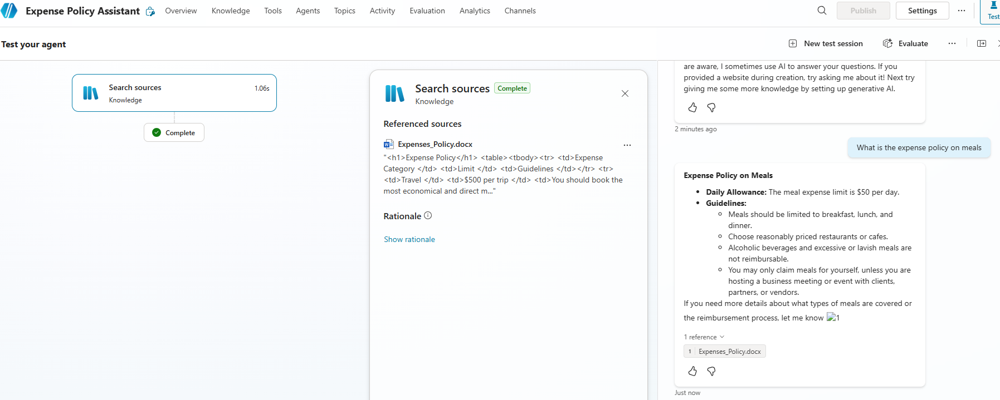 Expense Policy Assistant
Overview
Knowledge
Tools
Agents
Topics
Activity
Evaluation
Analytics
Channels
Publish
Settings
Test
Test your agent
New test session
Evaluate
Search sources
1.06s
Knowledge
Complete
Search sources
Complete
Knowledge
Referenced sources
Expenses_Policy.docx
"<h1>Expense Policy</h1> <table><tbody><tr> <td>Expense
Category </td> <td>Limit </td> <td>Guidelines </td></tr> <tr>
<td>Travel </td> <td>$500 per trip </td> <td>You should book the
most economical and direct m..."
Rationale
Show rationale
are aware, I sometimes use AI to answer your questions. If you
provided a website during creation, try asking me about it! Next try
giving me some more knowledge by setting up generative AI.
2 minutes ago
What is the expense policy on meals
Expense Policy on Meals
• Daily Allowance: The meal expense limit is $50 per day.
• Guidelines:
○ Meals should be limited to breakfast, lunch, and
dinner.
○ Choose reasonably priced restaurants or cafes.
○ Alcoholic beverages and excessive or lavish meals are
not reimbursable.
○ You may only claim meals for yourself, unless you are
hosting a business meeting or event with clients,
partners, or vendors.
If you need more details about what types of meals are covered or
the reimbursement process, let me know 1
1 reference
1 Expenses_Policy.docx
Just now